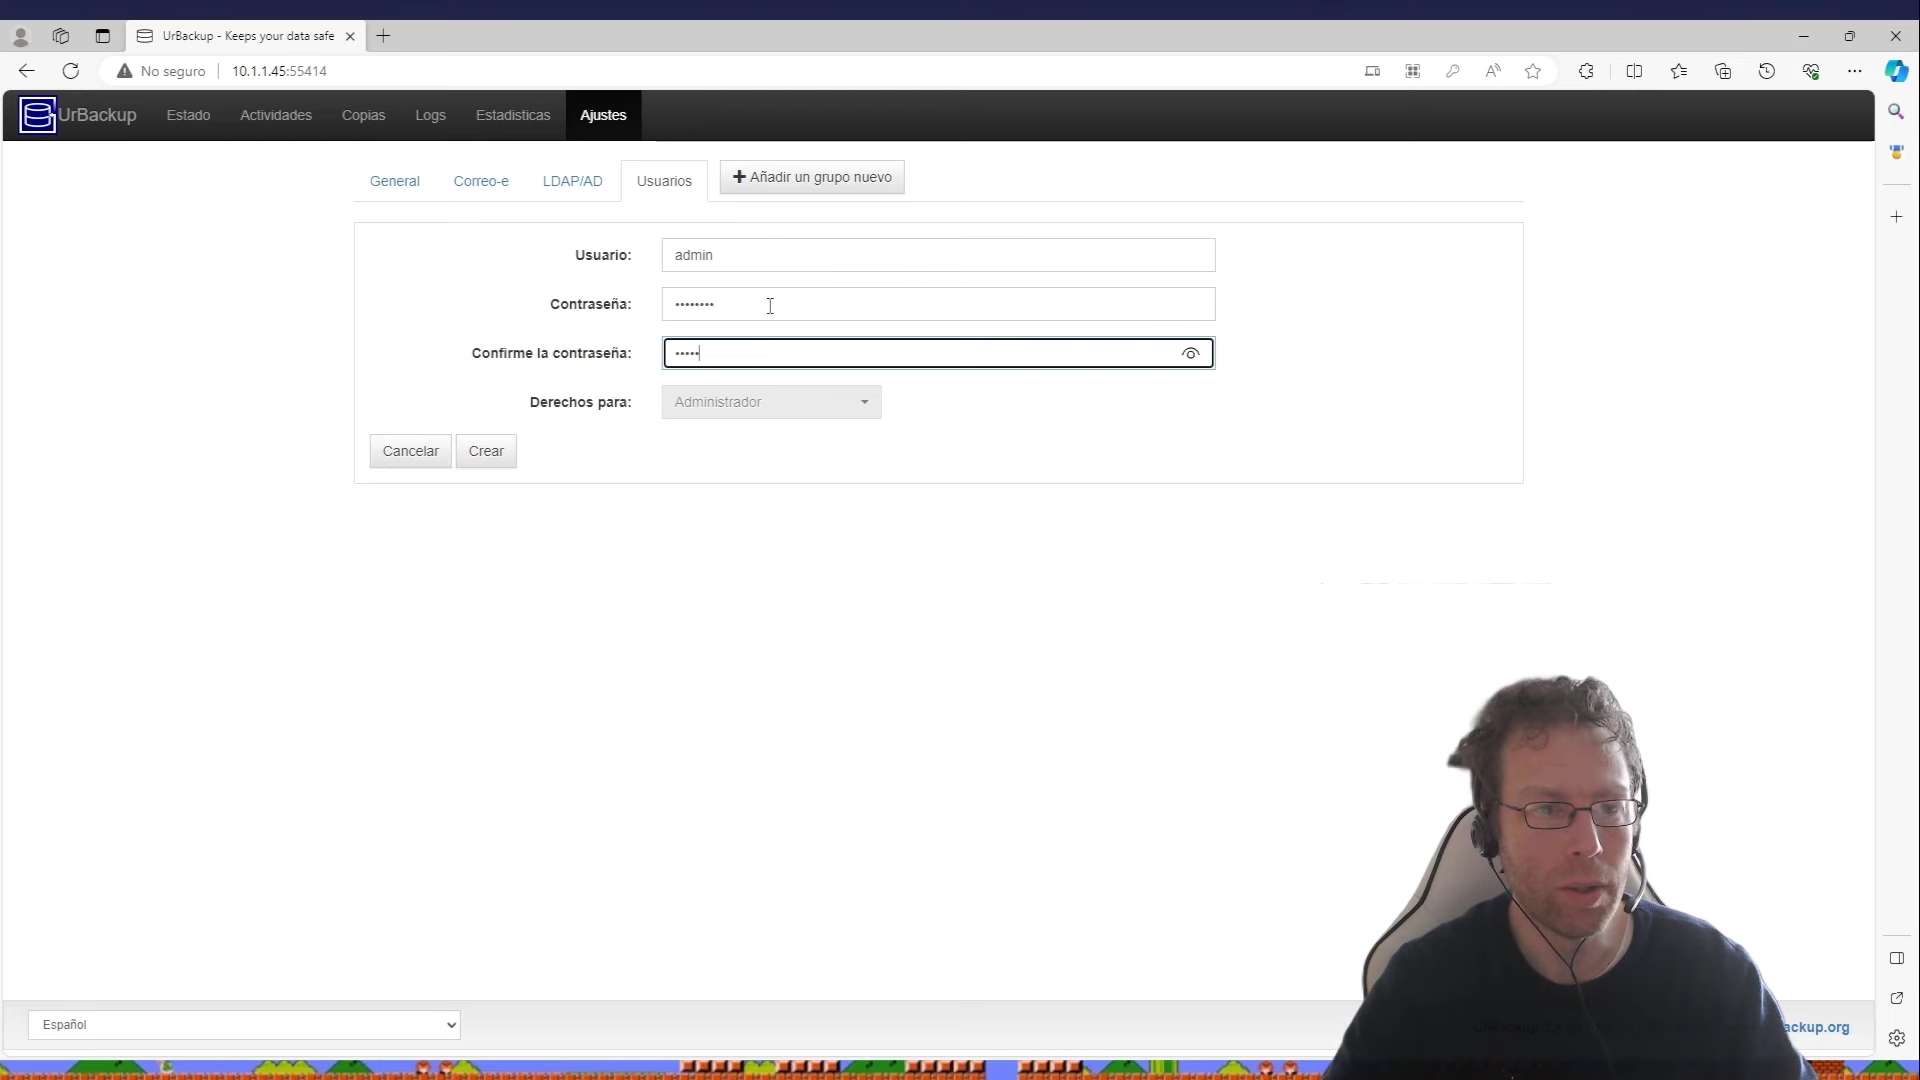 UrBackup - Keeps your data safe
No seguro
10.1.1.45:55414
UrBackup Estado Actividades Copias Logs Estadisticas Ajustes
General Correo-e LDAP/AD Usuarios Añadir un grupo nuevo
Usuario: admin
Contraseña: ••••••••
Confirme la contraseña: •••••
Derechos para: Administrador
Cancelar Crear
Español
ackup.org